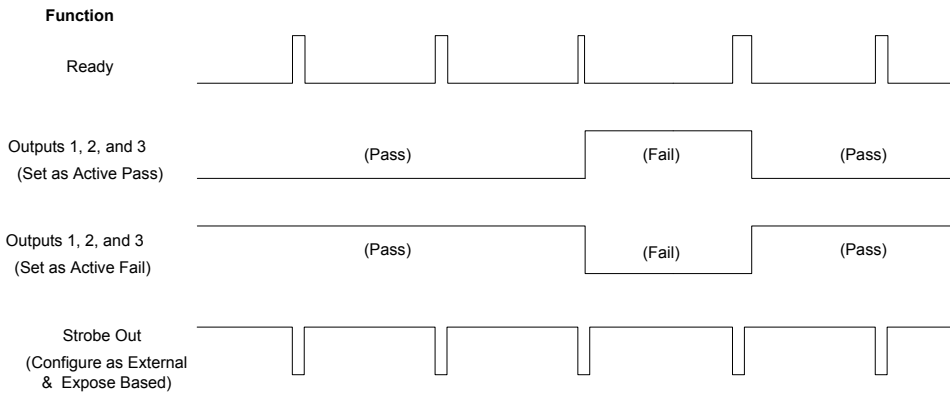 Function
Ready
Outputs 1, 2, and 3
(Set as Active Pass)
(Pass)
(Fail)
(Pass)
Outputs 1, 2, and 3
(Set as Active Fail)
(Pass)
(Fail)
(Pass)
Strobe Out
(Configure as External
& Expose Based)